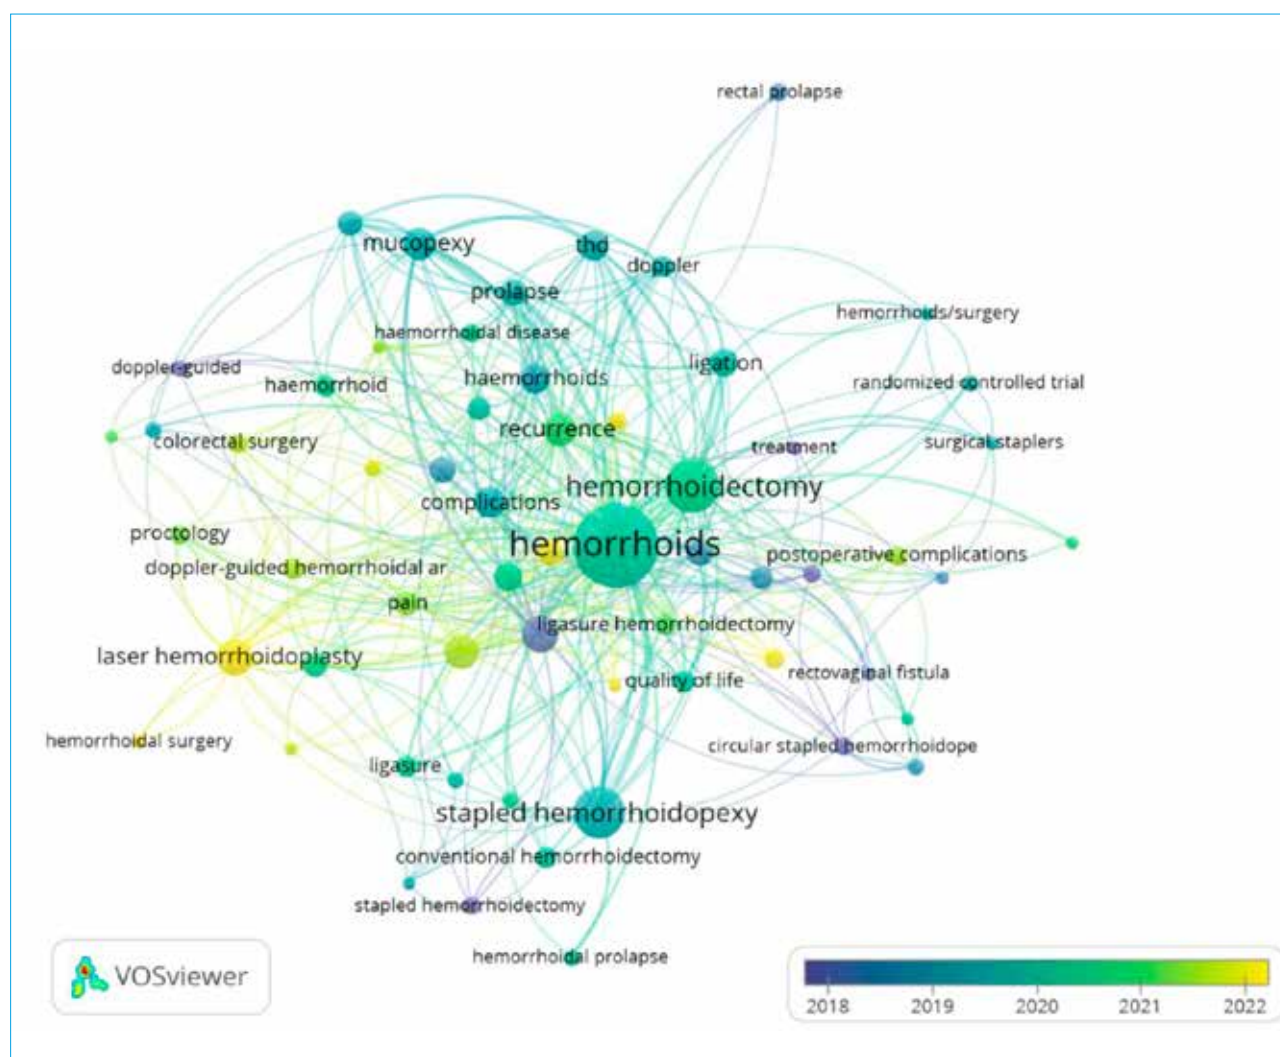 rectal prolapse
mucopexy
thd
doppler
prolapse
hemorrhoids/surgery
haemorrhoidal disease
ligation
doppler-guided
haemorrhoids
haemorrhoid
randomized controlled trial
recurrence
colorectal surgery
surgical staplers
treatment
hemorrhoidectomy
complications
proctology
hemorrhoids
postoperative complications
doppler-guided hemorrhoidal ar
pain
ligasure hemorrhoidectomy
laser hemorrhoidoplasty
rectovaginal fistula
quality of life
hemorrhoidal surgery
circular stapled hemorrhoidope
ligasure
stapled hemorrhoidopexy
conventional hemorrhoidectomy
stapled hemorrhoidectomy
hemorrhoidal prolapse
VOSviewer
2018 2019 2020 2021 2022